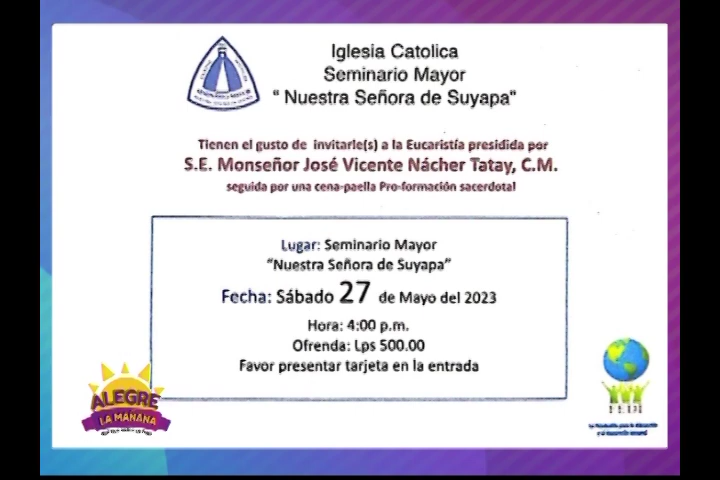 Iglesia Catolica
Seminario Mayor
" Nuestra Señora de Suyapa"
Tienen el gusto de invitarle(s) a la Eucaristía presidida por
S.E. Monseñor José Vicente Nácher Tatay, C.M.
seguida por una cena-paella Pro-formación sacerdotal
Lugar: Seminario Mayor
"Nuestra Señora de Suyapa"
Fecha: Sábado 27 de Mayo del 2023
Hora: 4:00 p.m.
Ofrenda: Lps 500.00
Favor presentar tarjeta en la entrada
ALEGRE
LA MAÑANA